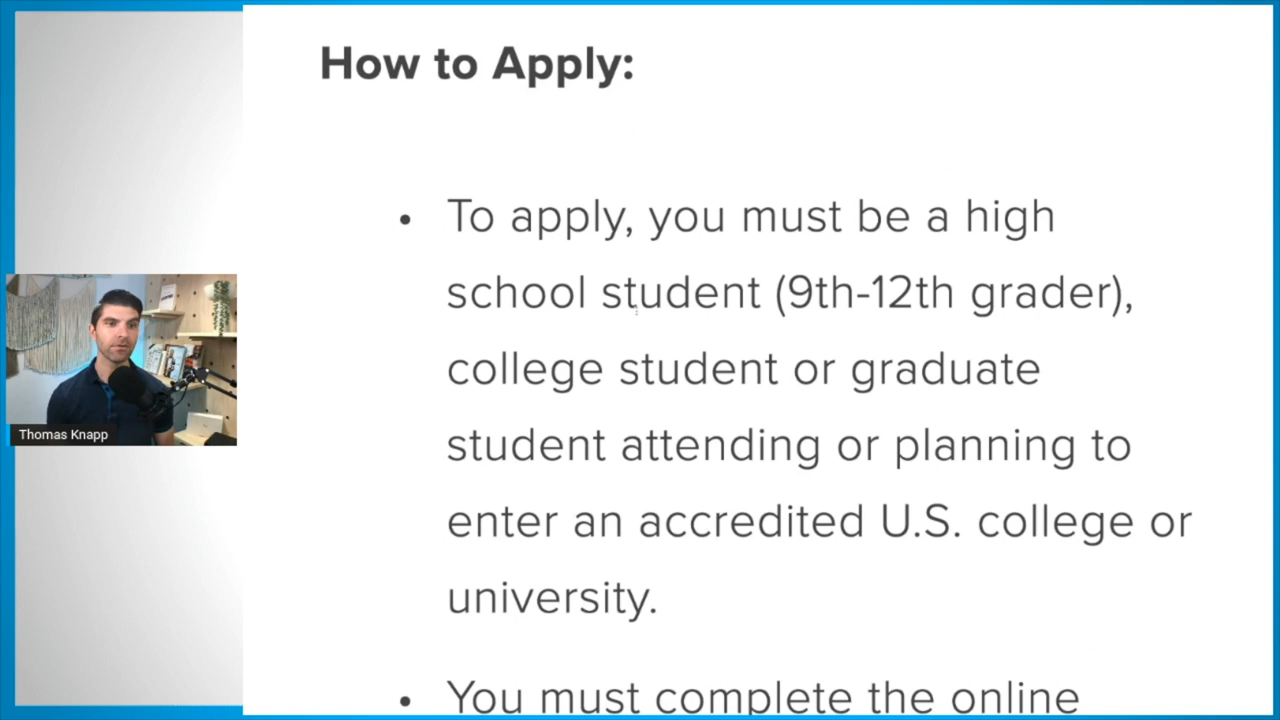 How to Apply:
• To apply, you must be a high
school student (9th-12th grader),
college student or graduate
student attending or planning to
enter an accredited U.S. college or
university.
• You must complete the online
Thomas Knapp